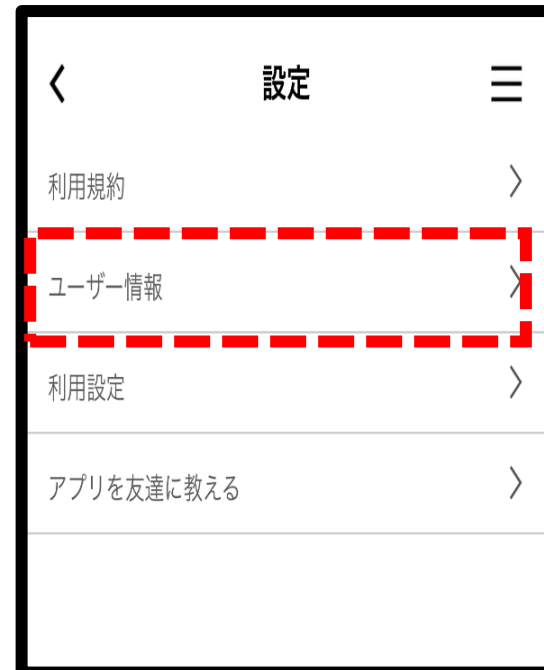 設定
利用規約
ユーザー情報
利用設定
アプリを友達に教える